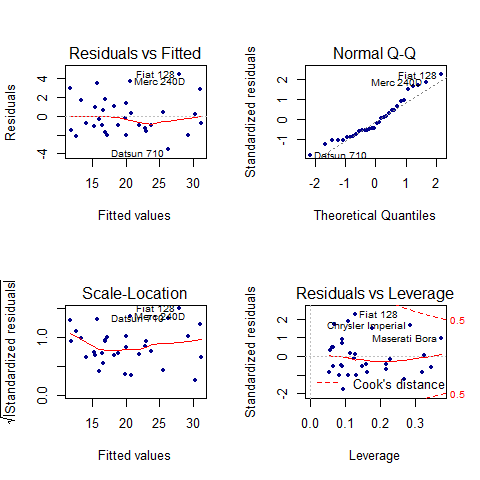 Residuals vs Fitted
Residuals
-4
0
2
4
Fiat 128
Merc 240D
Datsun 710
15
20
25
30
Fitted values
Normal Q-Q
Standardized residuals
-1
0
1
2
Fiat 128
Merc 240D
Datsun 710
-2
-1
0
1
2
Theoretical Quantiles
Scale-Location
√|Standardized residuals|
0.0
1.0
Fiat 128
Datsun 710
Merc 240D
15
20
25
30
Fitted values
Residuals vs Leverage
Standardized residuals
-2
0
1
2
Fiat 128
Chrysler Imperial
Maserati Bora
0.5
0.5
Cook's distance
0.0
0.1
0.2
0.3
Leverage